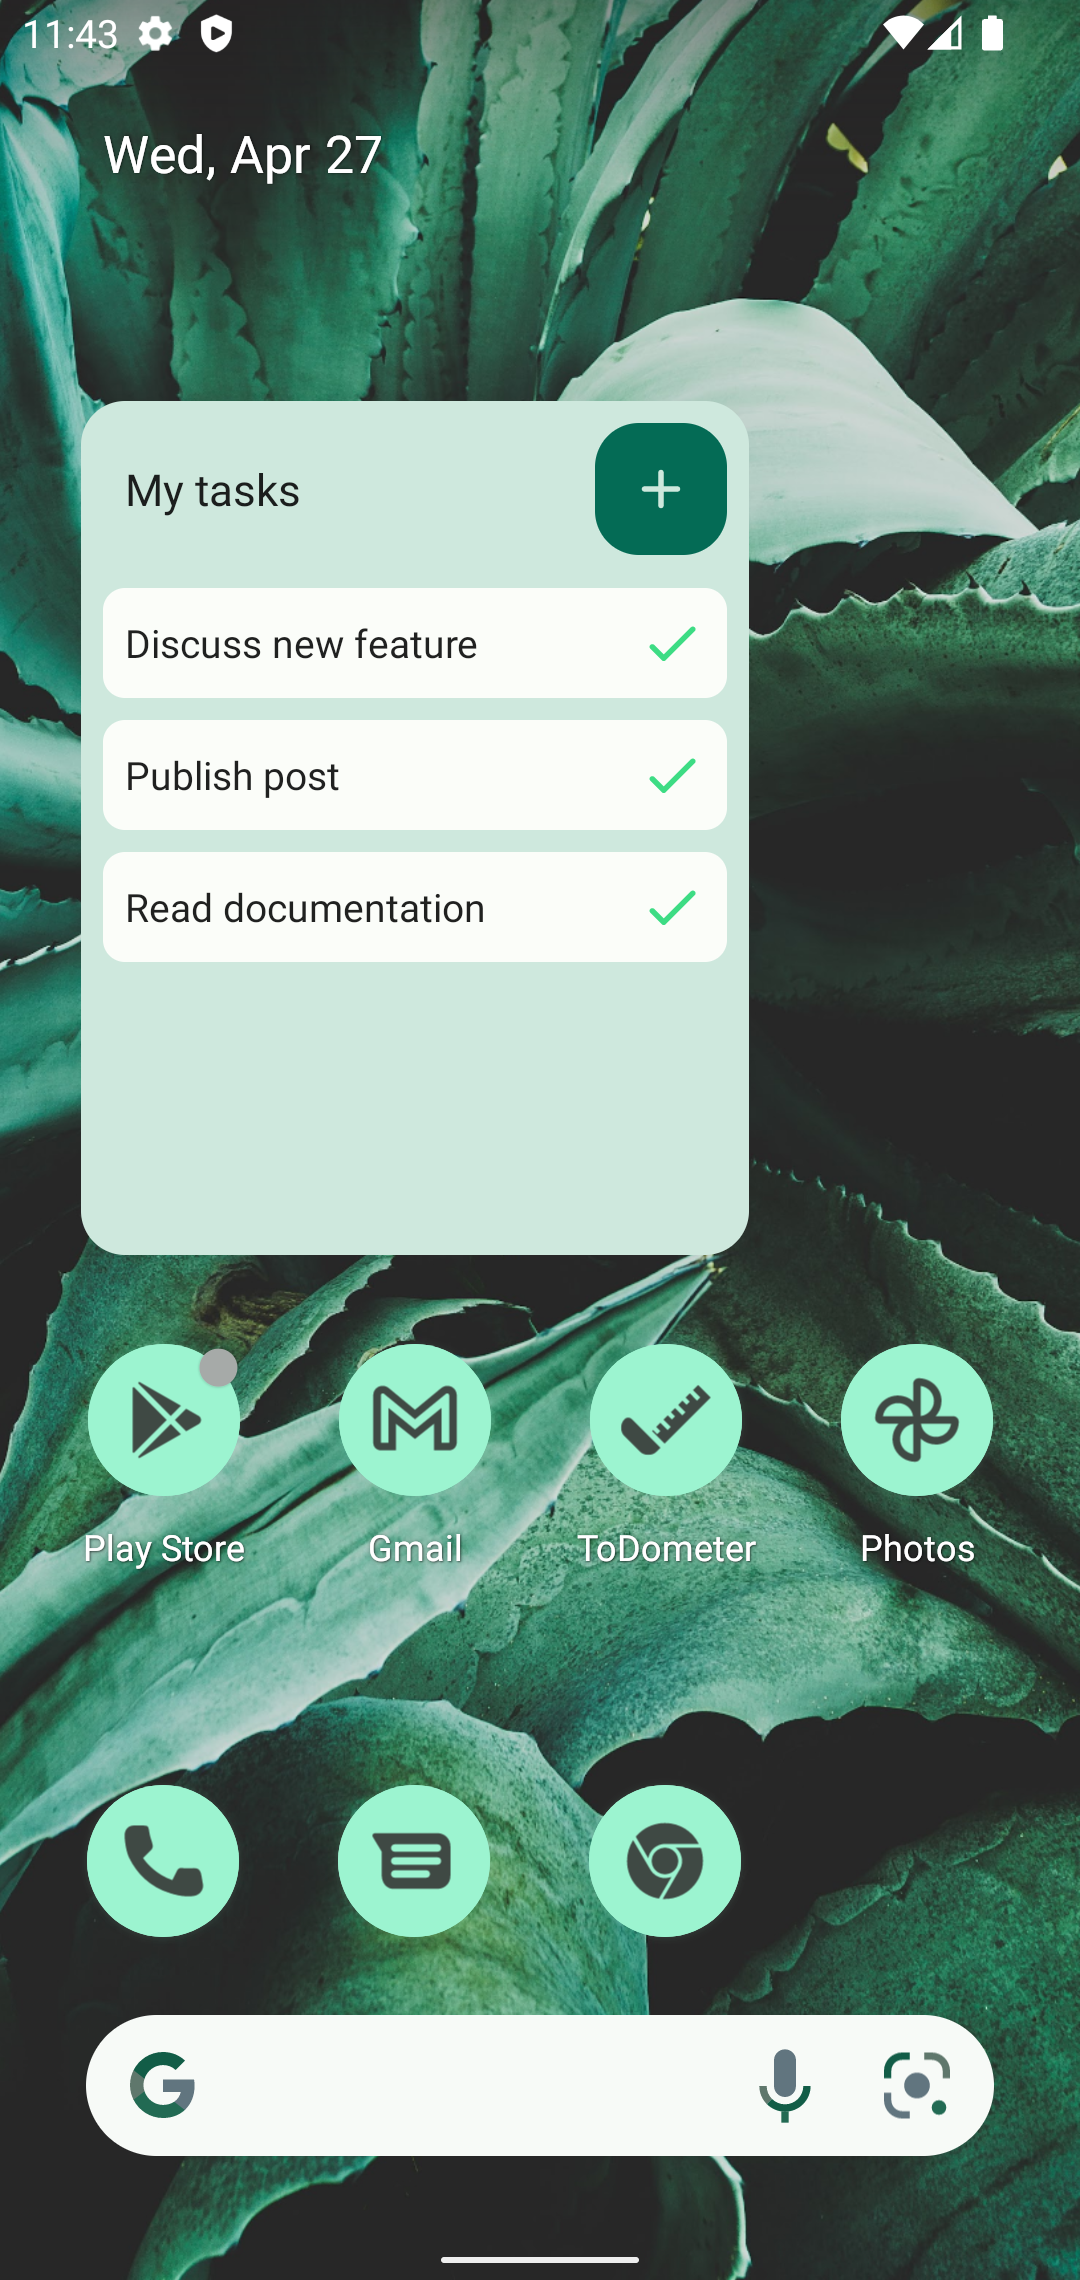 11:43
Wed, Apr 27
My tasks
Discuss new feature
Publish post
Read documentation
Play Store
Gmail
ToDometer
Photos